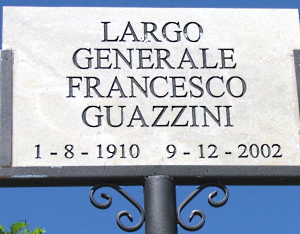 LARGO
GENERALE
FRANCESCO
GUAZZINI
1-8-1910 9-12-2002